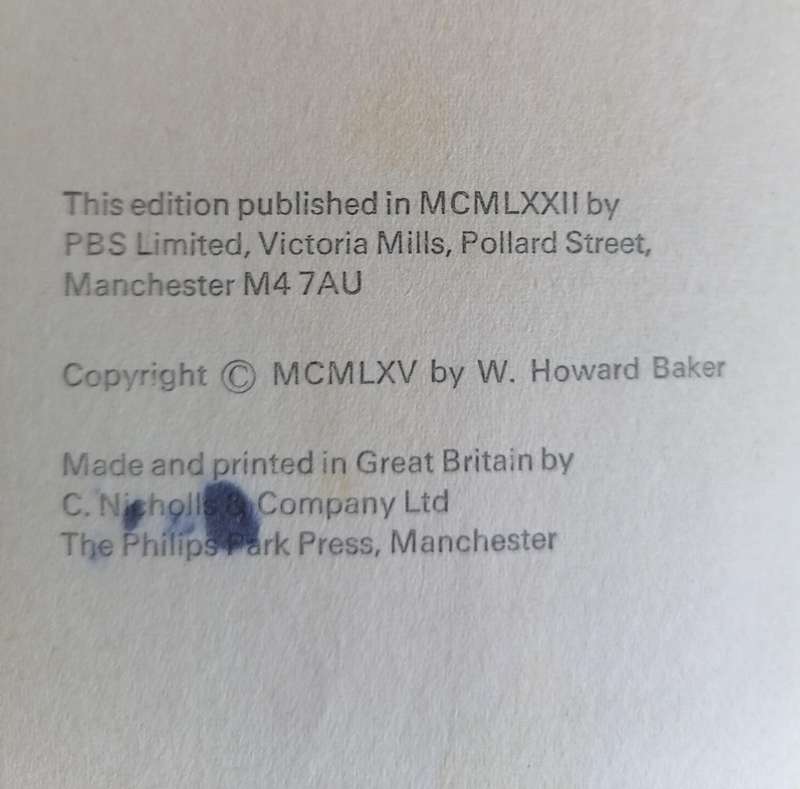 This edition published in MCMLXXII by
PBS Limited, Victoria Mills, Pollard Street,
Manchester M4 7AU
Copyright © MCMLXV by W. Howard Baker
Made and printed in Great Britain by
C. Nicholls & Company Ltd
The Philips Park Press, Manchester